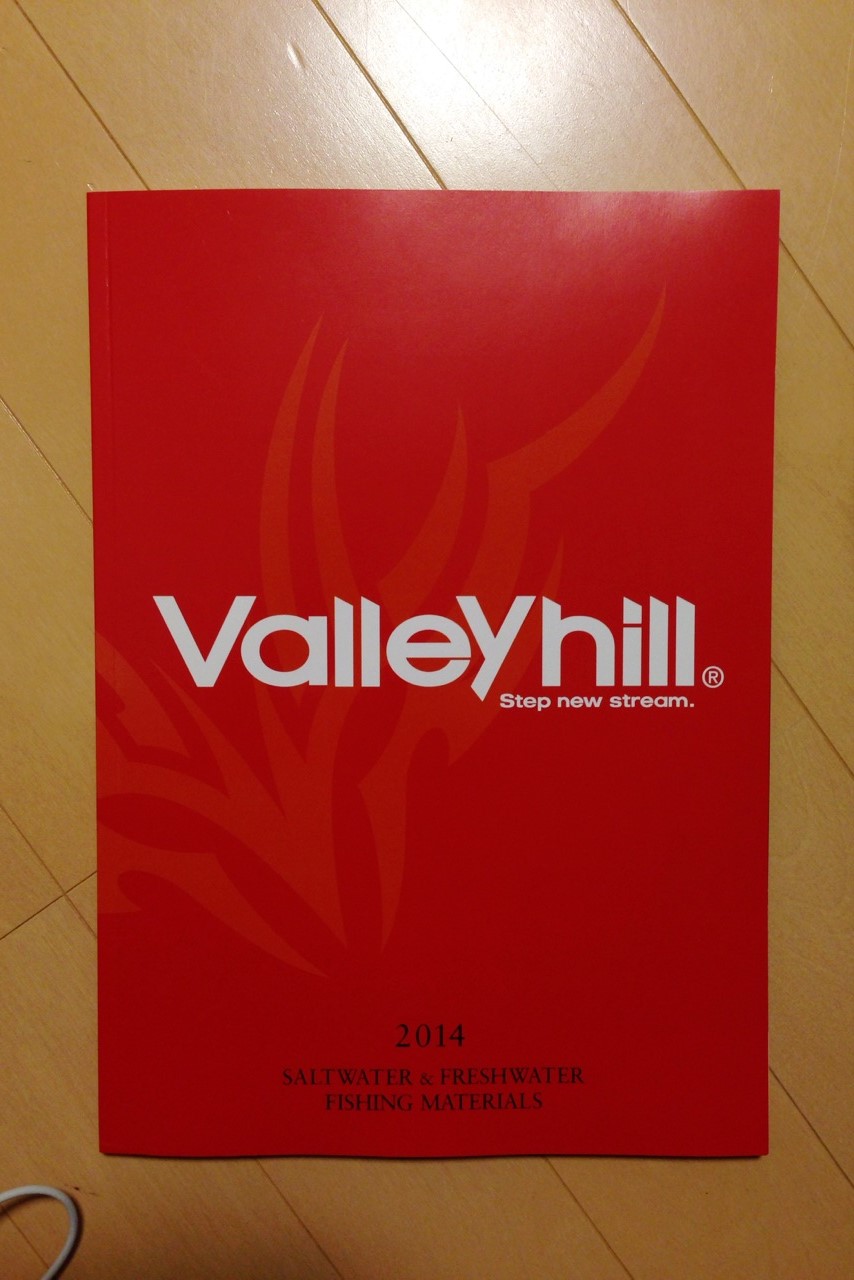 Valleyhill®
Step new stream.
2014
SALTWATER & FRESHWATER
FISHING MATERIALS